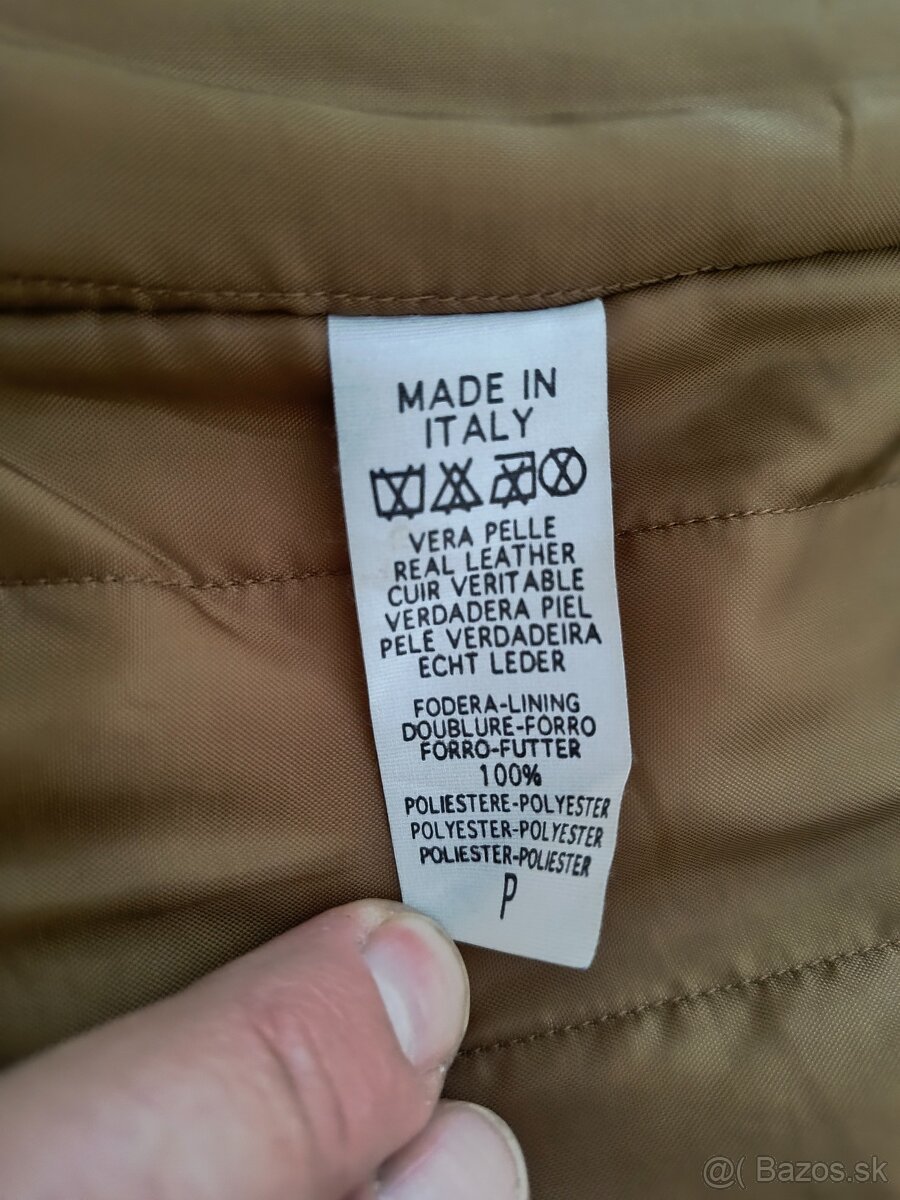 MADE IN
ITALY
VERA PELLE
REAL LEATHER
CUIR VERITABLE
VERDADERA PIEL
PELE VERDADEIRA
ECHT LEDER
FODERA-LINING
DOUBLURE-FORRO
FORRO-FUTTER
100%
POLIESTERE-POLYESTER
POLYESTER-POLYESTER
POLIESTER-POLIESTER
P
@( Bazos.sk